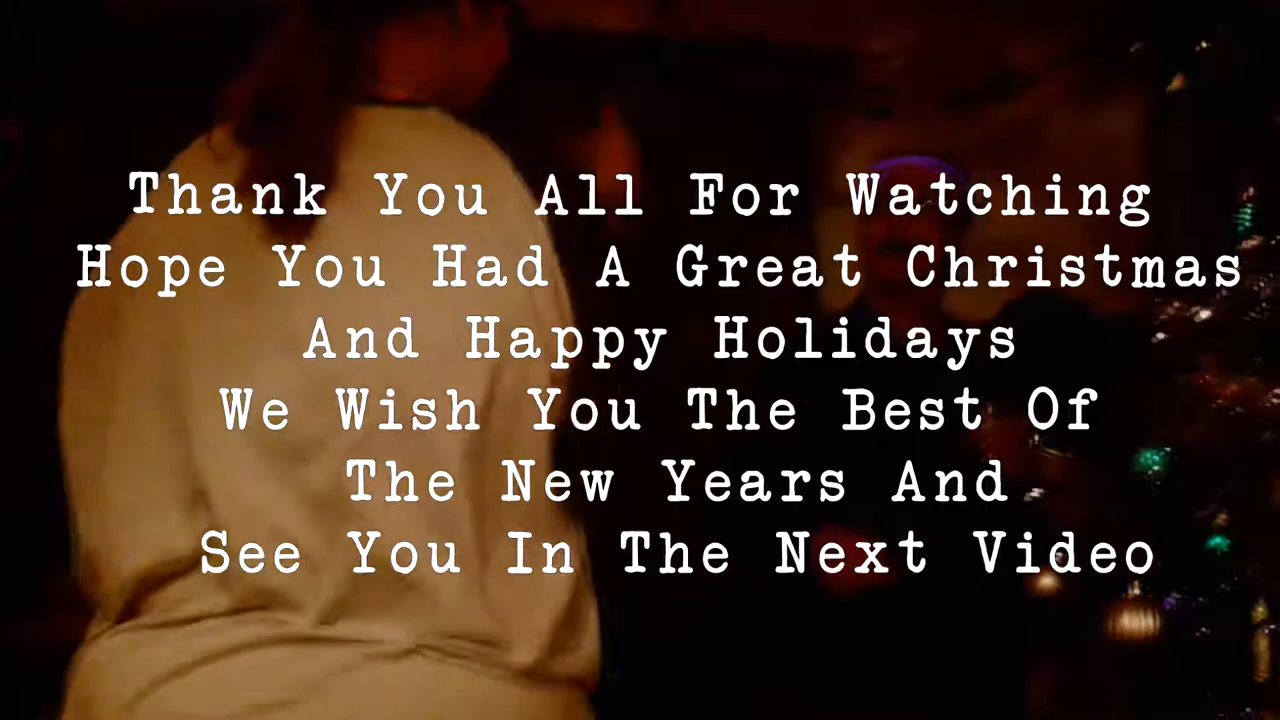 Thank You All For Watching
Hope You Had A Great Christmas
And Happy Holidays
We Wish You The Best Of
The New Years And
See You In The Next Video